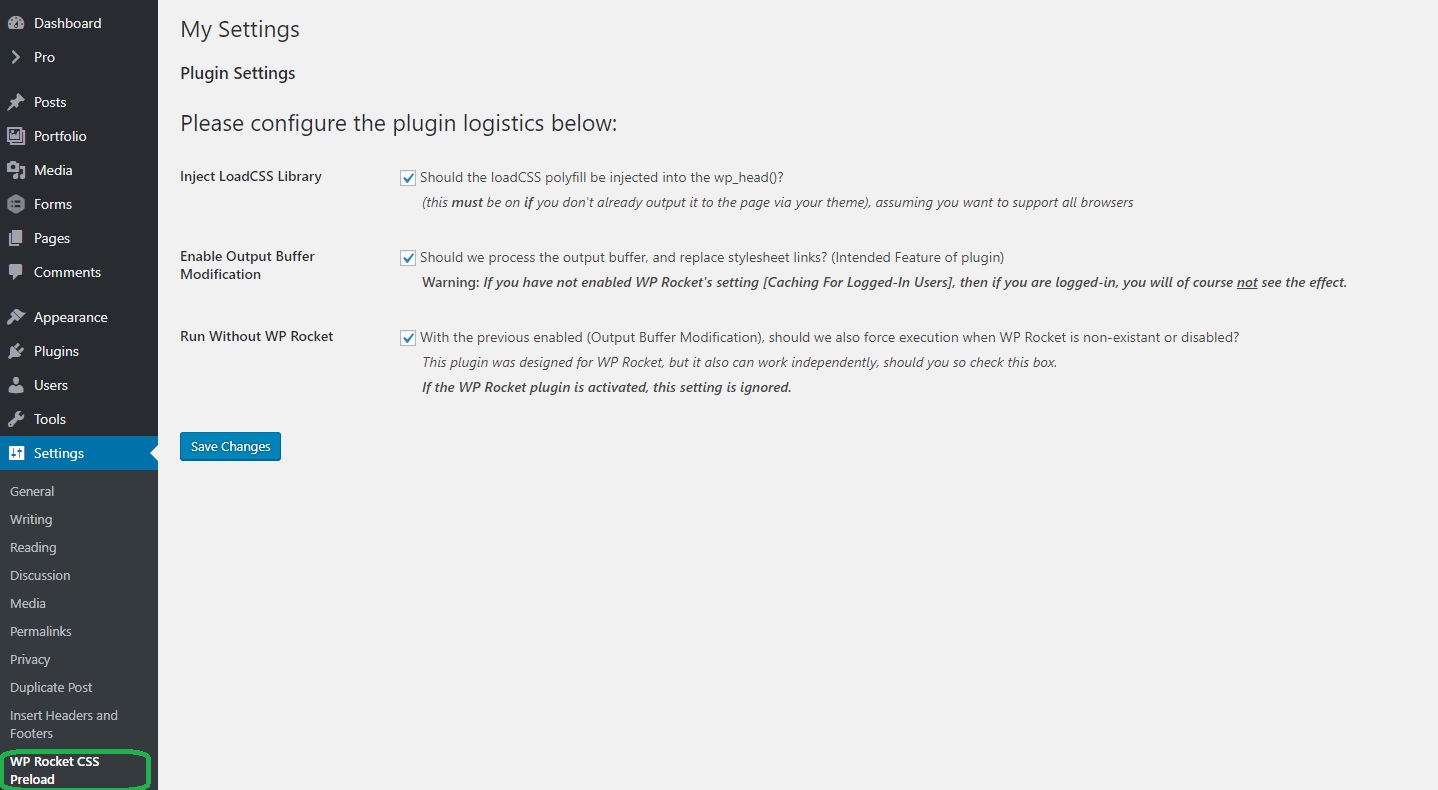 Dashboard
Pro
Posts
Portfolio
Media
Forms
Pages
Comments
Appearance
Plugins
Users
Tools
Settings
General
Writing
Reading
Discussion
Media
Permalinks
Privacy
Duplicate Post
Insert Headers and
Footers
WP Rocket CSS
Preload
My Settings
Plugin Settings
Please configure the plugin logistics below:
Inject LoadCSS Library
Should the loadCSS polyfill be injected into the wp_head()?
(this must be on if you don't already output it to the page via your theme), assuming you want to support all browsers
Enable Output Buffer
Modification
Should we process the output buffer, and replace stylesheet links? (Intended Feature of plugin)
Warning: If you have not enabled WP Rocket's setting [Caching For Logged-In Users], then if you are logged-in, you will of course not see the effect.
Run Without WP Rocket
With the previous enabled (Output Buffer Modification), should we also force execution when WP Rocket is non-existant or disabled?
This plugin was designed for WP Rocket, but it also can work independently, should you so check this box.
If the WP Rocket plugin is activated, this setting is ignored.
Save Changes